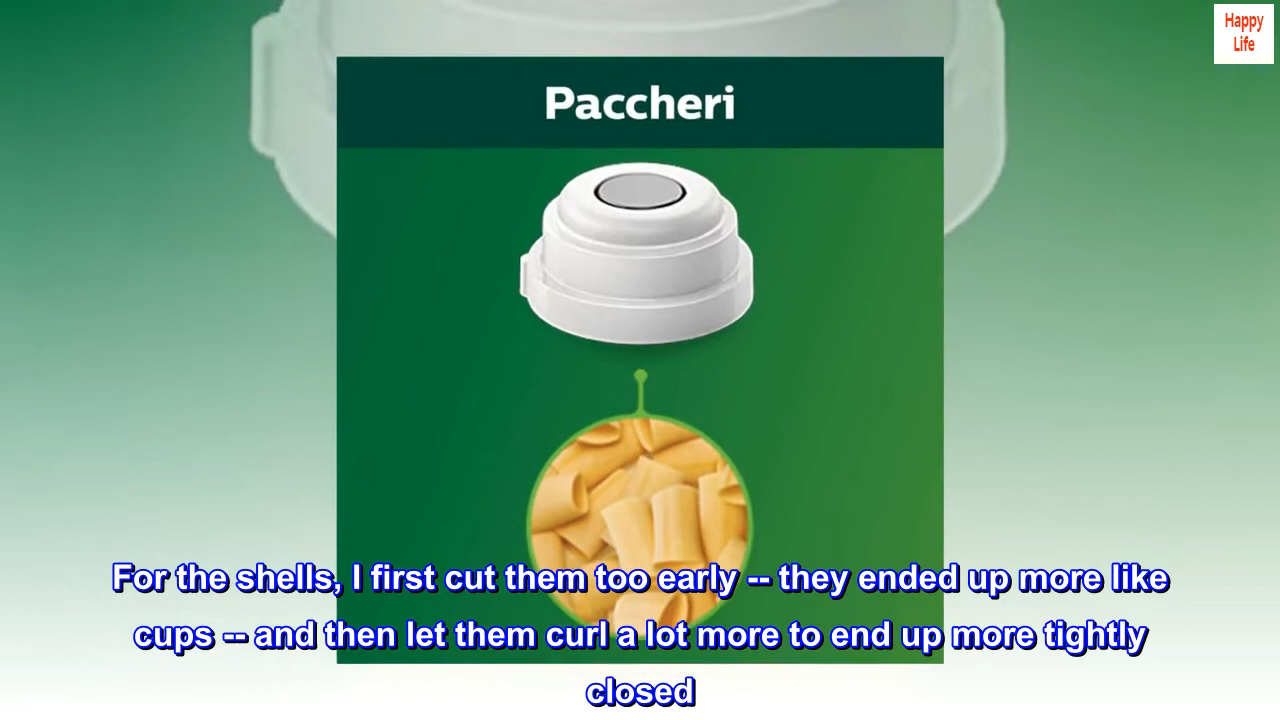 Happy
Life
Paccheri
For the shells, I first cut them too early -- they ended up more like
cups -- and then let them curl a lot more to end up more tightly
closed